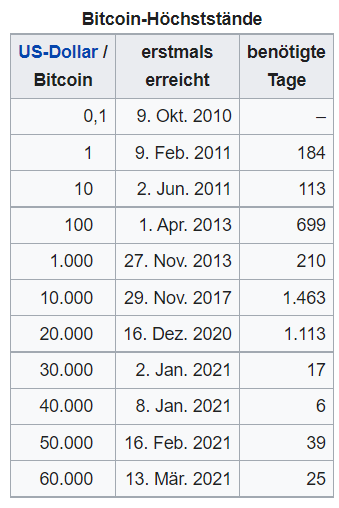 Bitcoin-Höchststände
US-Dollar / Bitcoin erstmals erreicht benötigte Tage
0,1 9. Okt. 2010 –
1 9. Feb. 2011 184
10 2. Jun. 2011 113
100 1. Apr. 2013 699
1.000 27. Nov. 2013 210
10.000 29. Nov. 2017 1.463
20.000 16. Dez. 2020 1.113
30.000 2. Jan. 2021 17
40.000 8. Jan. 2021 6
50.000 16. Feb. 2021 39
60.000 13. Mär. 2021 25